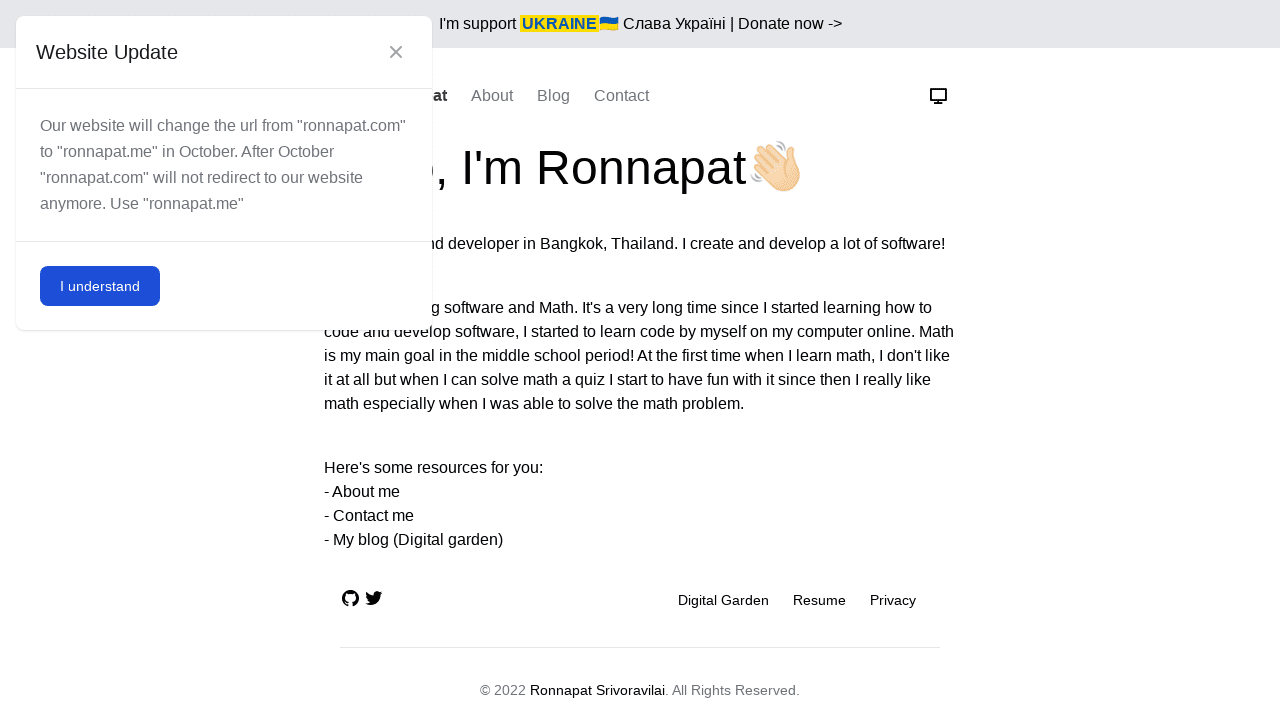 I'm support UKRAINE🇺🇦 Слава Україні | Donate now ->
Website Update
Our website will change the url from "ronnapat.com"
to "ronnapat.me" in October. After October
"ronnapat.com" will not redirect to our website
anymore. Use "ronnapat.me"
I understand
About Blog Contact
, I'm Ronnapat👋🏻
developer in Bangkok, Thailand. I create and develop a lot of software!
software and Math. It's a very long time since I started learning how to
code and develop software, I started to learn code by myself on my computer online. Math
is my main goal in the middle school period! At the first time when I learn math, I don't like
it at all but when I can solve math a quiz I start to have fun with it since then I really like
math especially when I was able to solve the math problem.
Here's some resources for you:
- About me
- Contact me
- My blog (Digital garden)
Digital Garden Resume Privacy
© 2022 Ronnapat Srivoravilai. All Rights Reserved.